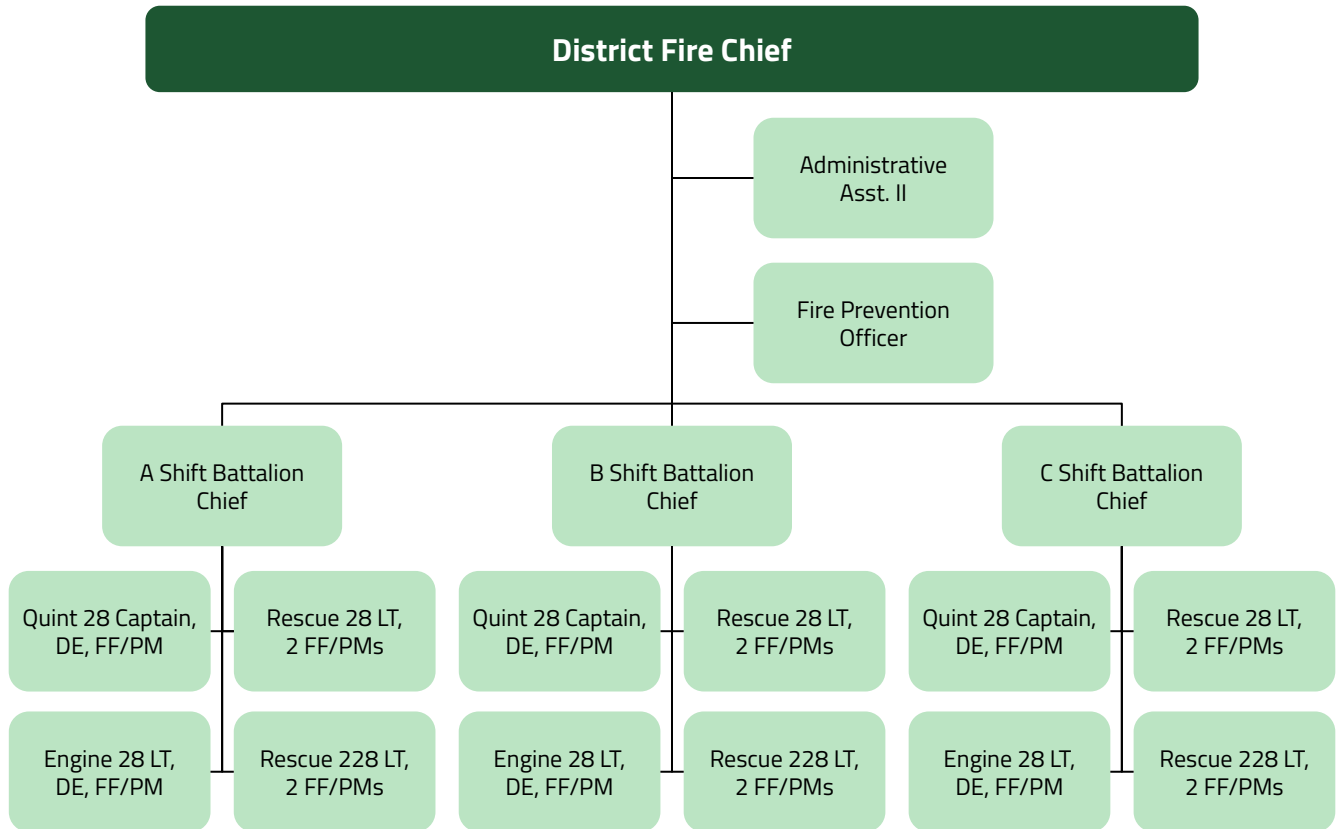 District Fire Chief
Administrative
Asst. II
Fire Prevention
Officer
A Shift Battalion
Chief
B Shift Battalion
Chief
C Shift Battalion
Chief
Quint 28 Captain,
DE, FF/PM
Rescue 28 LT,
2 FF/PMs
Quint 28 Captain,
DE, FF/PM
Rescue 28 LT,
2 FF/PMs
Quint 28 Captain,
DE, FF/PM
Rescue 28 LT,
2 FF/PMs
Engine 28 LT,
DE, FF/PM
Rescue 228 LT,
2 FF/PMs
Engine 28 LT,
DE, FF/PM
Rescue 228 LT,
2 FF/PMs
Engine 28 LT,
DE, FF/PM
Rescue 228 LT,
2 FF/PMs